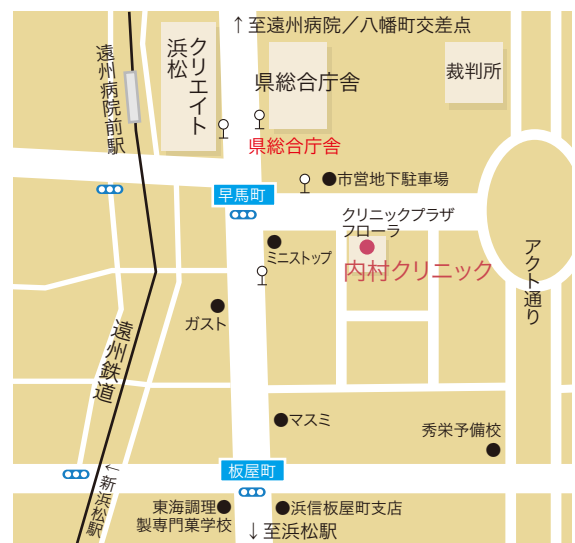 ↑至遠州病院／八幡町交差点
遠州病院前駅
クリエイト
浜松
県総合庁舎
裁判所
県総合庁舎
市営地下駐車場
早馬町
クリニックプラザ
フローラ
ミニストップ
内村クリニック
アクト通り
ガスト
遠州鉄道
マスミ
秀栄予備校
板屋町
←新浜松駅
東海調理
製専門菓学校
浜信板屋町支店
↓至浜松駅